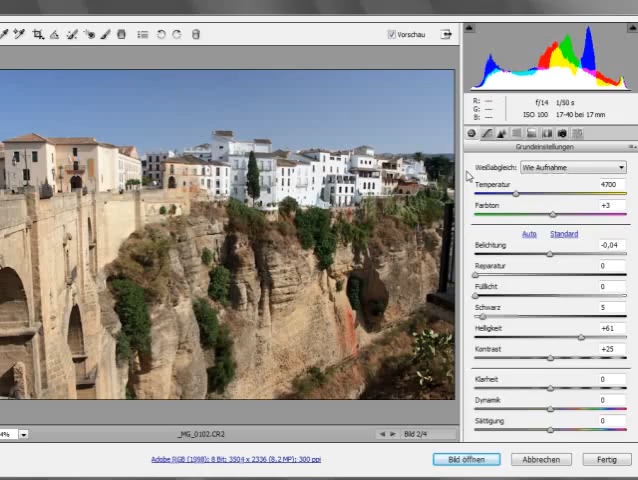 Vorschau
R: ---
G: ---
B: ---
f/14 1/50 s
ISO 100 17-40 bei 17 mm
Grundeinstellungen
Weißabgleich: Wie Aufnahme
Temperatur 4700
Farbton +3
Auto Standard
Belichtung -0,04
Reparatur 0
Fülllicht 0
Schwarz 5
Helligkeit +61
Kontrast +25
Klarheit 0
Dynamik 0
Sättigung 0
4%
_MG_0102.CR2
Bild 2/4
Adobe RGB (1998); 8 Bit; 3504 x 2336 (8,2 MP); 300 ppi
Bild öffnen
Abbrechen
Fertig